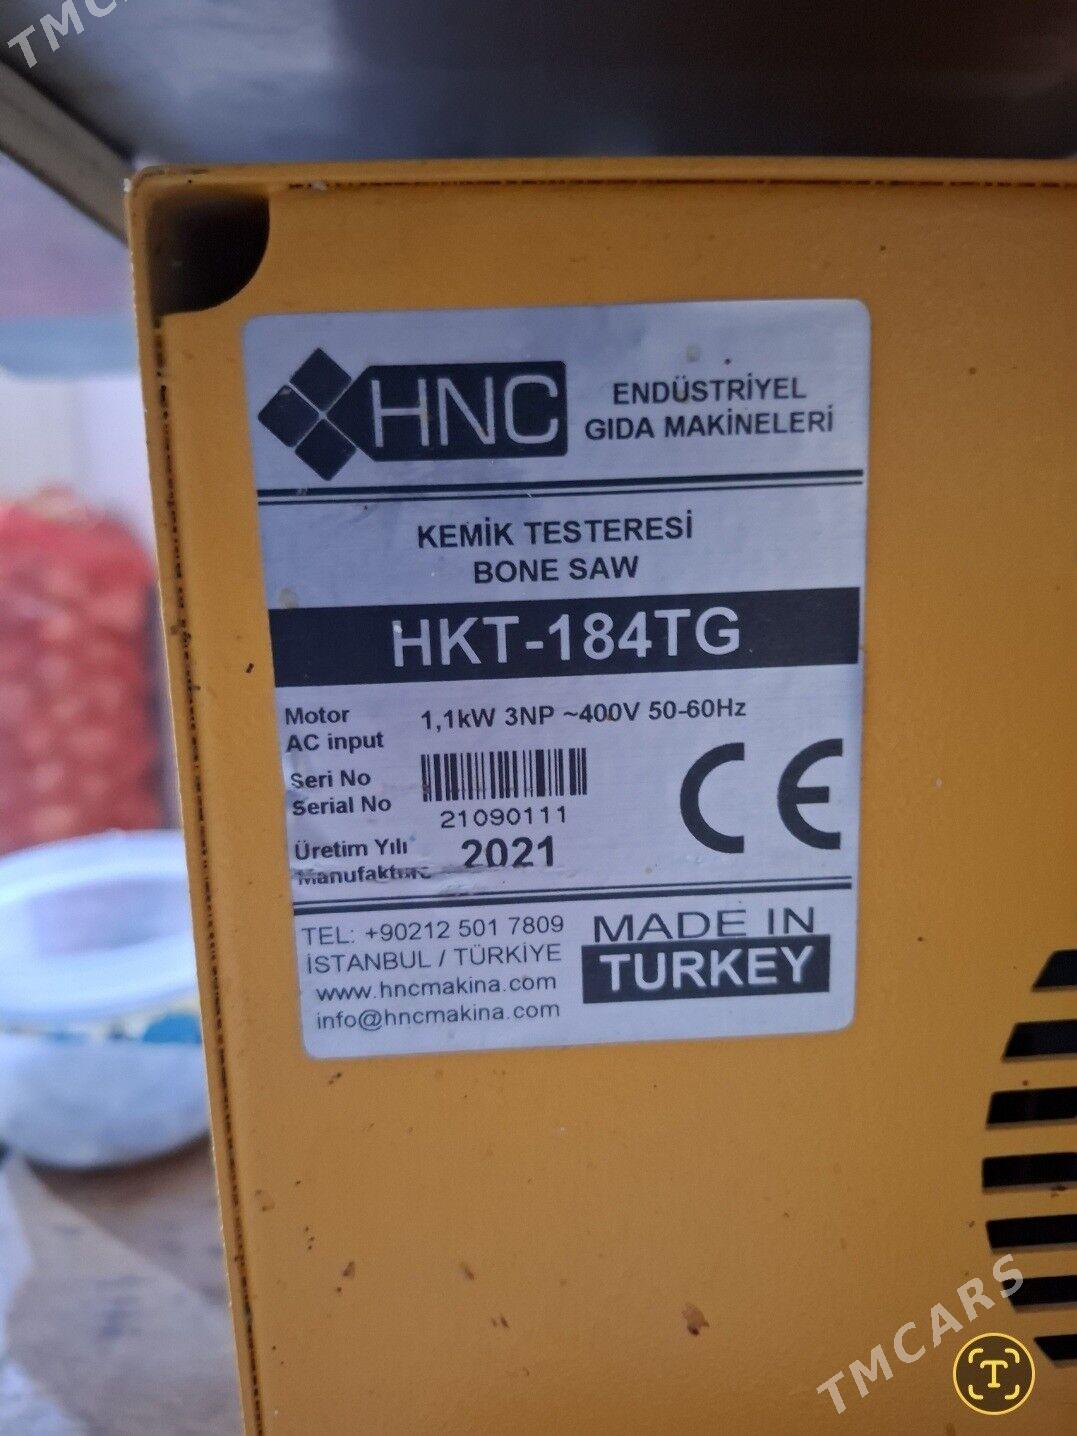 TMC
HNC
ENDÜSTRİYEL
GIDA MAKİNELERİ
KEMİK TESTERESİ
BONE SAW
HKT-184TG
Motor
AC input
1,1kW 3NP ~400V 50-60Hz
Seri No
Serial No
21090111
CE
Üretim Yılı
Manufakture
2021
TEL: +90212 501 7809
İSTANBUL / TÜRKİYE
www.hncmakina.com
info@hncmakina.com
MADE IN
TURKEY
TMCARS
T